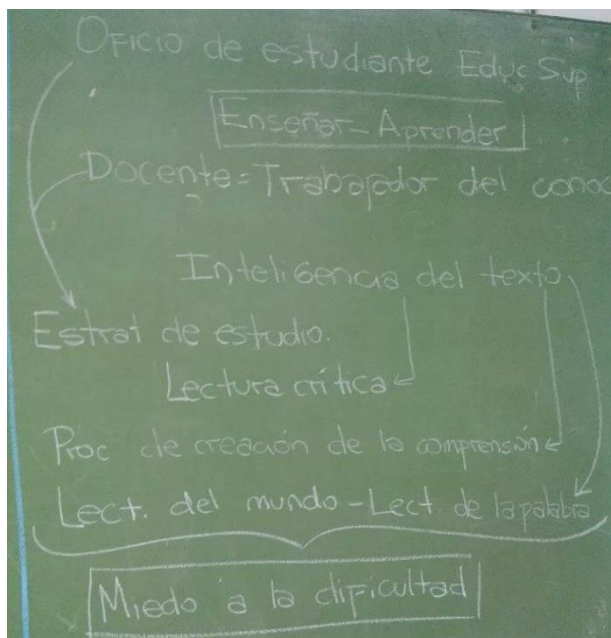 Oficio de estudiante Educ Sup
Enseñar - Aprender
Docente = Trabajador del conoc
Inteligencia del texto
Estrat de estudio.
Lectura crítica
Proc de creación de la comprensión
Lect. del mundo - Lect. de la palabra
Miedo a la dificultad